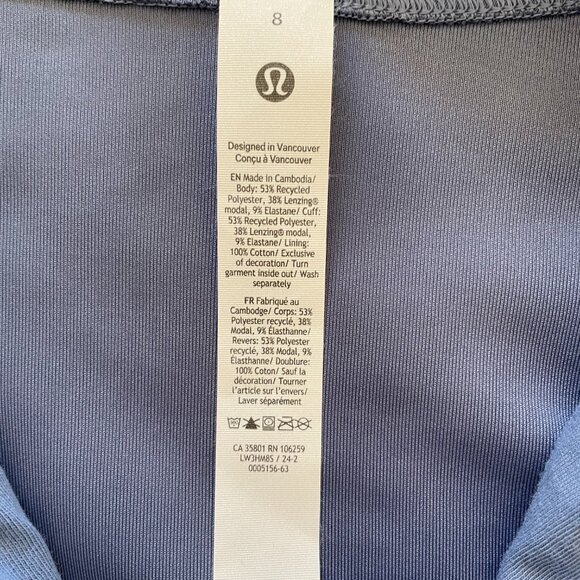 8
Designed in Vancouver
Conçu à Vancouver
EN Made in Cambodia/
Body: 53% Recycled
Polyester, 38% Lenzing®
modal, 9% Elastane/ Cuff:
53% Recycled Polyester,
38% Lenzing® modal,
9% Elastane/ Lining:
100% Cotton/ Exclusive
of decoration/ Turn
garment inside out/ Wash
separately
FR Fabriqué au
Cambodge/ Corps: 53%
Polyester recyclé, 38%
Modal, 9% Élasthanne/
Revers: 53% Polyester
recyclé, 38% Modal, 9%
Élasthanne/ Doublure:
100% Coton/ Sauf la
décoration/ Tourner
l'article sur l'envers/
Laver séparément
CA 35801 RN 106259
LW3HM8S / 24-2
0005156-63